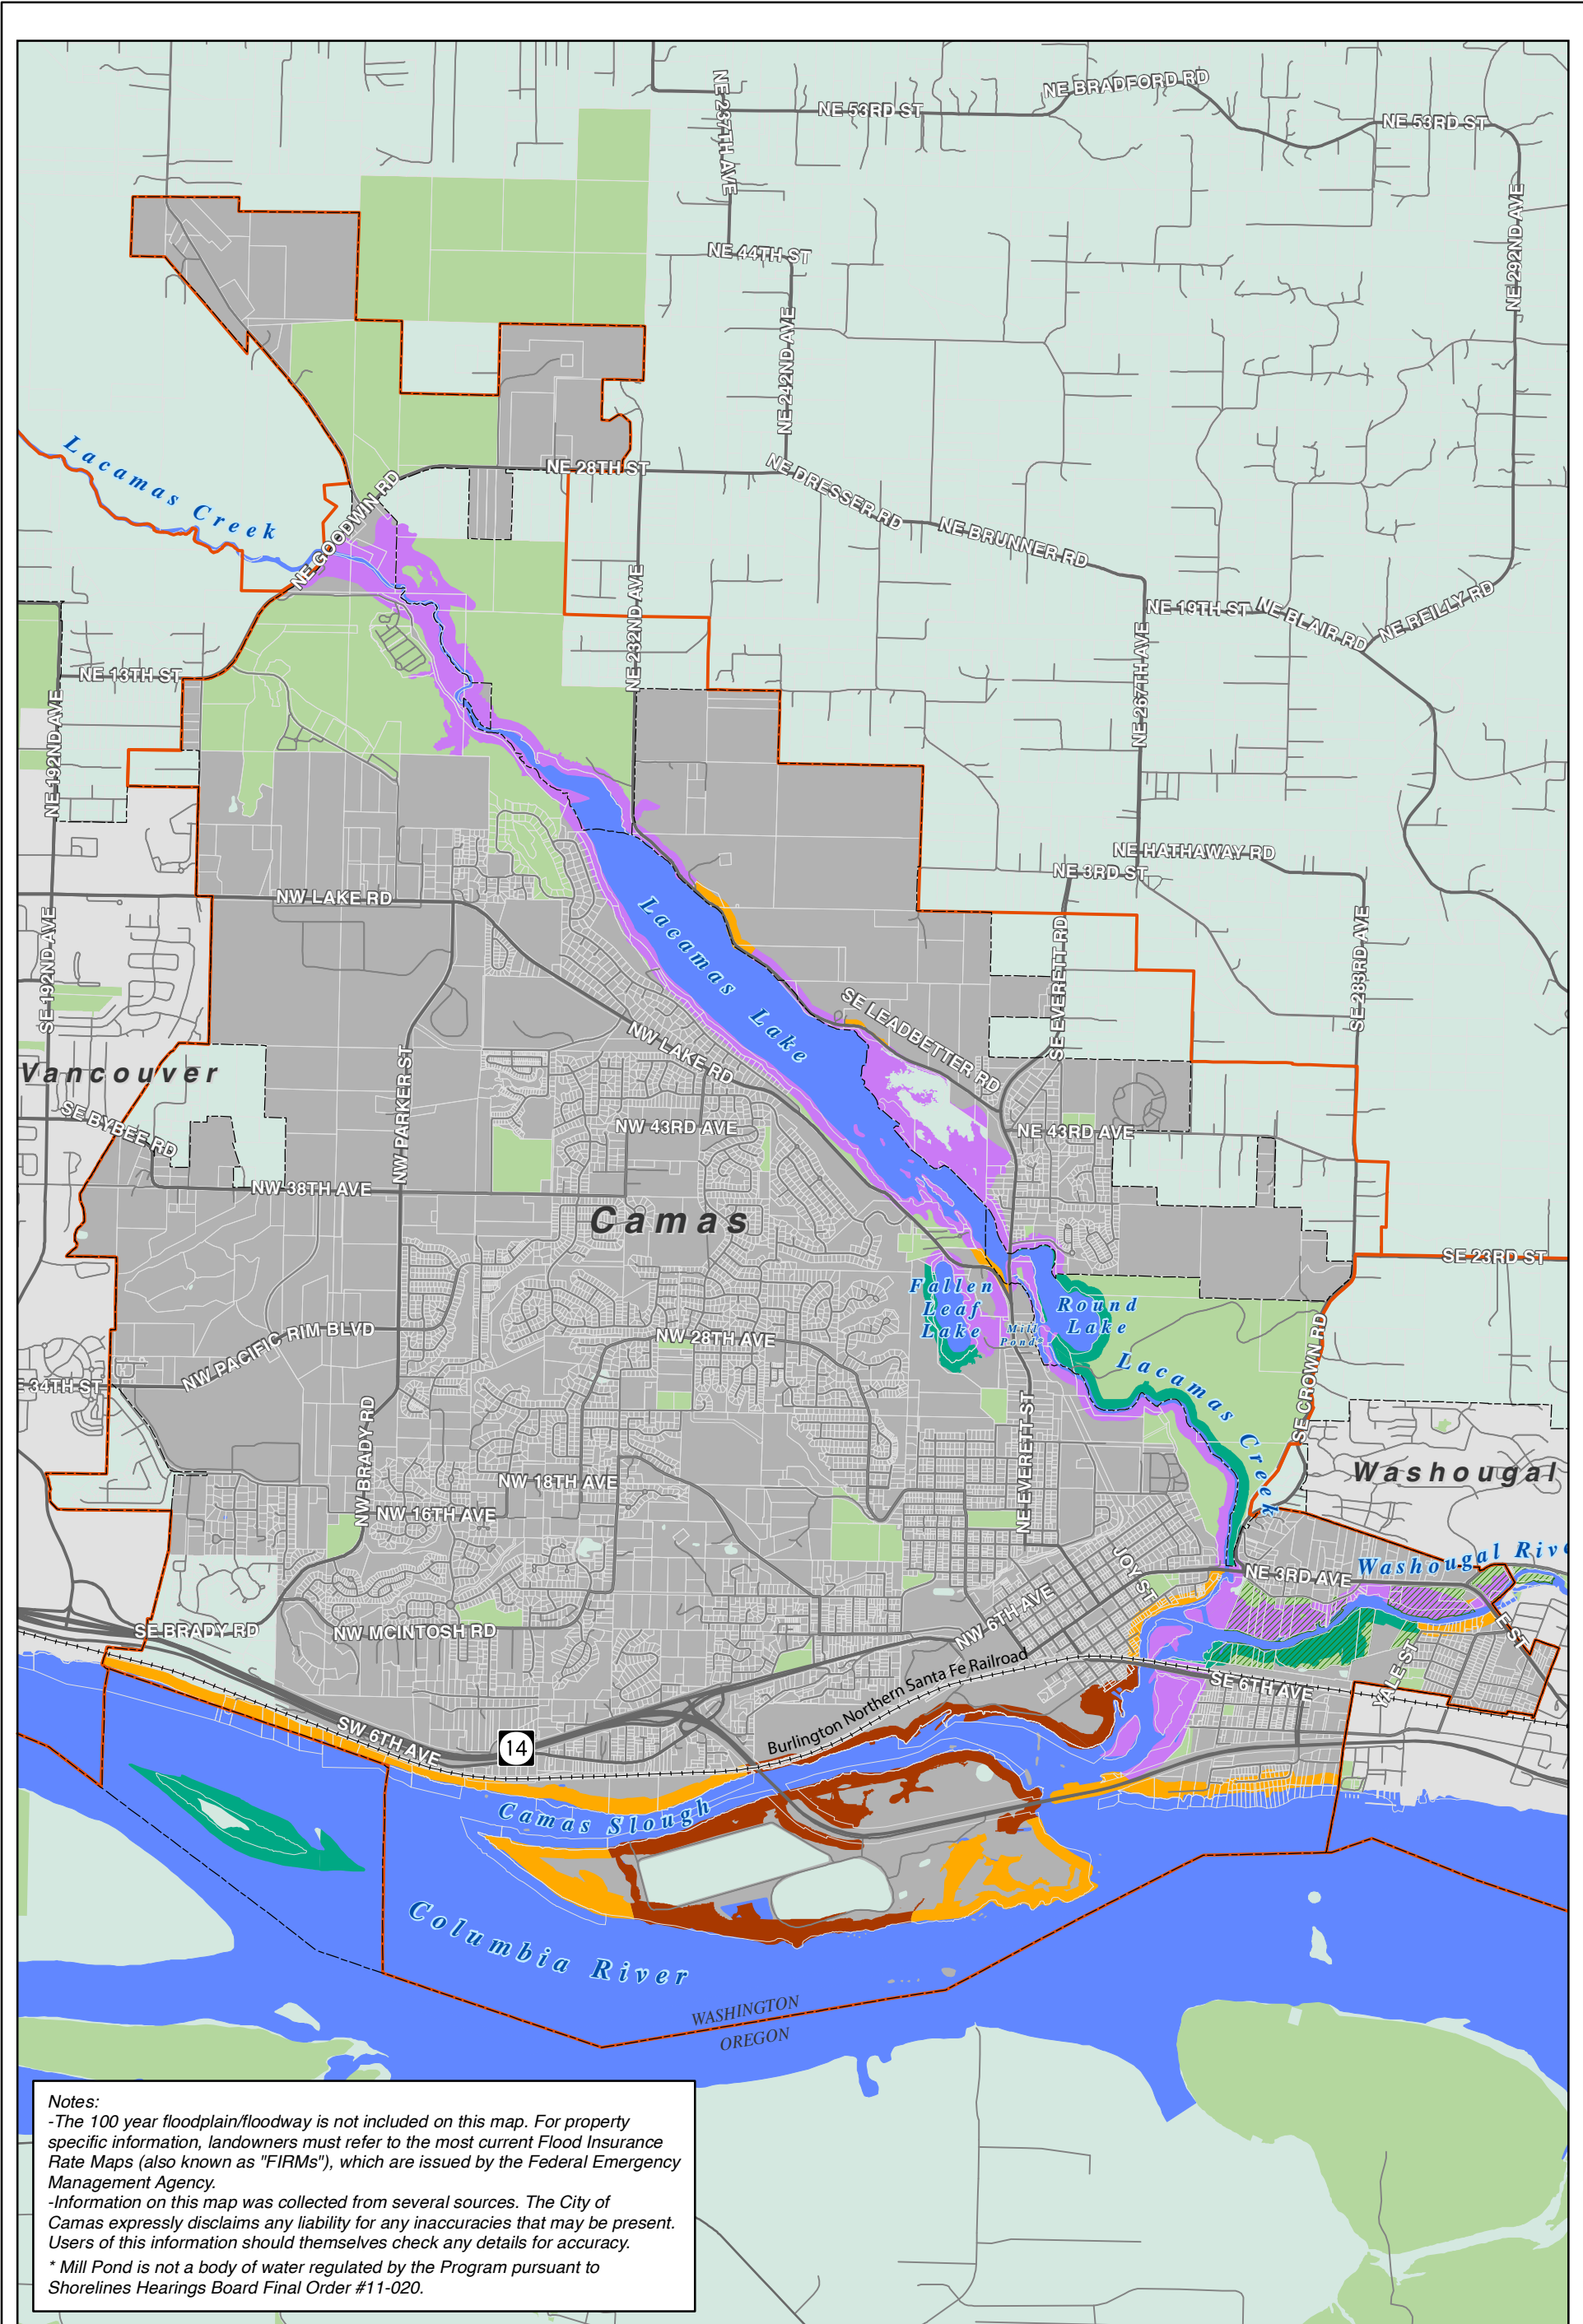 NE 237TH AVE
NE 53RD ST
NE BRADFORD RD
NE 53RD ST
NE 292ND AVE
NE 44TH ST
NE 242ND AVE
Lacamas Creek
NE GOODWIN RD
NE 28TH ST
NE DRESSER RD
NE BRUNNER RD
NE 232ND AVE
NE 267TH AVE
NE 19TH ST
NE BLAIR RD
NE REILLY RD
NE 13TH ST
NE 192ND AVE
NE HATHAWAY RD
NE 3RD ST
NW LAKE RD
Lacamas Lake
SE 192ND AVE
SE EVERETT RD
SE 283RD AVE
SE LEADBETTER RD
NW LAKE RD
Vancouver
SE BYBEE RD
NW PARKER ST
NW 43RD AVE
NE 43RD AVE
NW 38TH AVE
Camas
SE 23RD ST
Fallen
Leaf
Lake
Round
Lake
Mill
Pond*
NW PACIFIC RIM BLVD
NW 28TH AVE
E 34TH ST
Lacamas Creek
SE CROWN RD
NW BRADY RD
NE EVERETT ST
Washougal
NW 18TH AVE
NW 16TH AVE
JOY ST
NE 3RD AVE
Washougal Rive
SE BRADY RD
NW MCINTOSH RD
NW 6TH AVE
E ST
YALE ST
SE 6TH AVE
Burlington Northern Santa Fe Railroad
SW 6TH AVE
14
Camas Slough
Columbia River
WASHINGTON
OREGON
Notes:
-The 100 year floodplain/floodway is not included on this map. For property
specific information, landowners must refer to the most current Flood Insurance
Rate Maps (also known as "FIRMs"), which are issued by the Federal Emergency
Management Agency.
-Information on this map was collected from several sources. The City of
Camas expressly disclaims any liability for any inaccuracies that may be present.
Users of this information should themselves check any details for accuracy.
* Mill Pond is not a body of water regulated by the Program pursuant to
Shorelines Hearings Board Final Order #11-020.